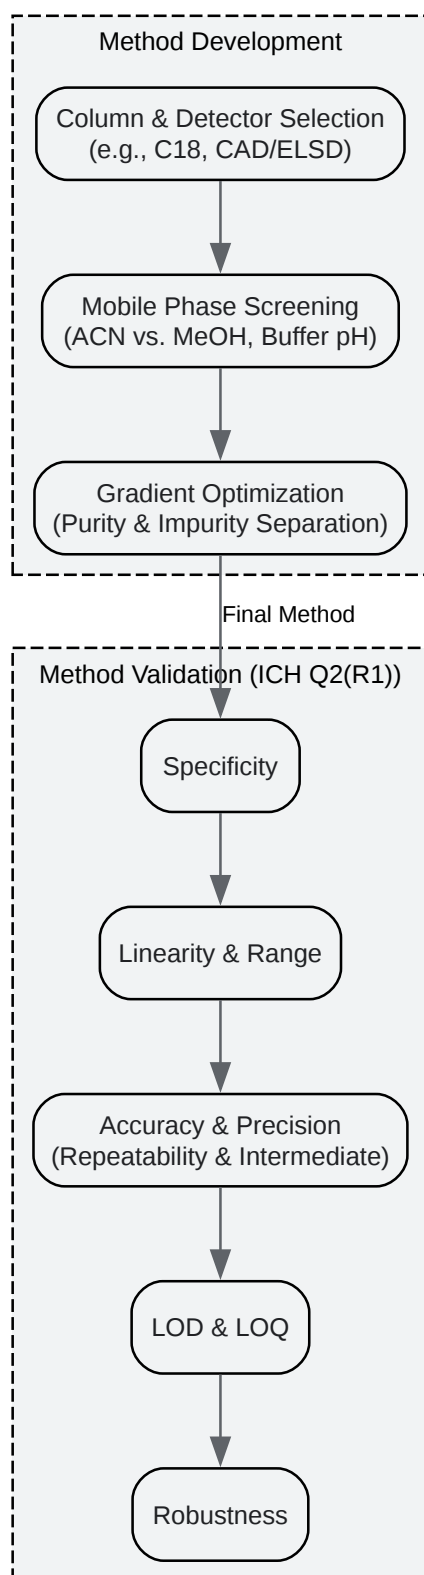 Method Development
Column & Detector Selection
(e.g., C18, CAD/ELSD)
Mobile Phase Screening
(ACN vs. MeOH, Buffer pH)
Gradient Optimization
(Purity & Impurity Separation)
Final Method
Method Validation (ICH Q2(R1))
Specificity
Linearity & Range
Accuracy & Precision
(Repeatability & Intermediate)
LOD & LOQ
Robustness